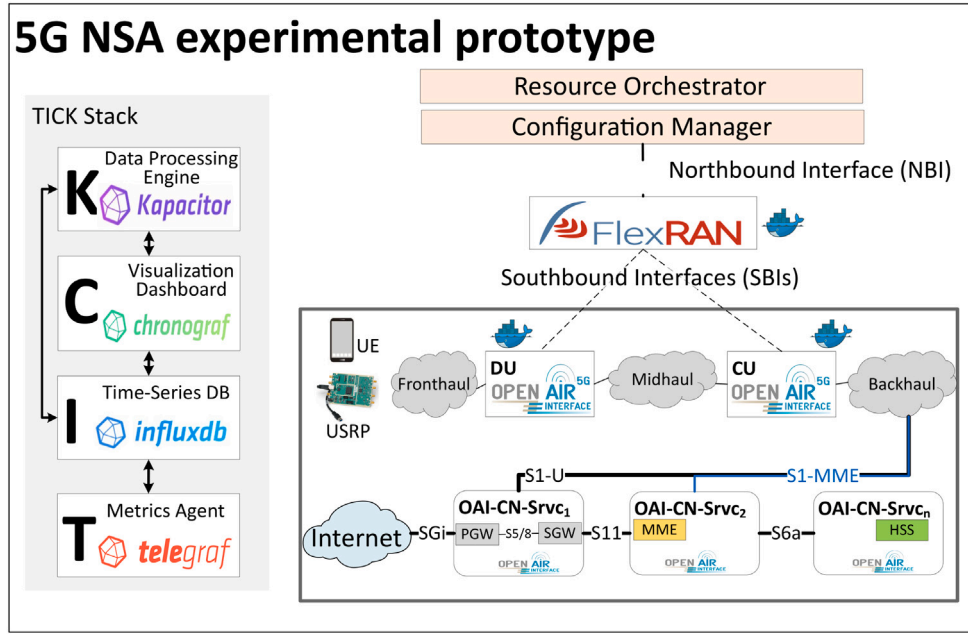 5G NSA experimental prototype
TICK Stack
K
Data Processing
Engine
Kapacitor
C
Visualization
Dashboard
chronograf
I
Time-Series DB
influxdb
T
Metrics Agent
telegraf
Resource Orchestrator
Configuration Manager
Northbound Interface (NBI)
FlexRAN
Southbound Interfaces (SBIs)
UE
USRP
Fronthaul
DU
OPEN AIR 5G
INTERFACE
Midhaul
CU
OPEN AIR 5G
INTERFACE
Backhaul
S1-U
S1-MME
Internet
SGi
OAI-CN-Srvc1
PGW
S5/8
SGW
OPEN AIR
INTERFACE
S11
OAI-CN-Srvc2
MME
OPEN AIR
INTERFACE
S6a
OAI-CN-Srvcn
HSS
OPEN AIR
INTERFACE